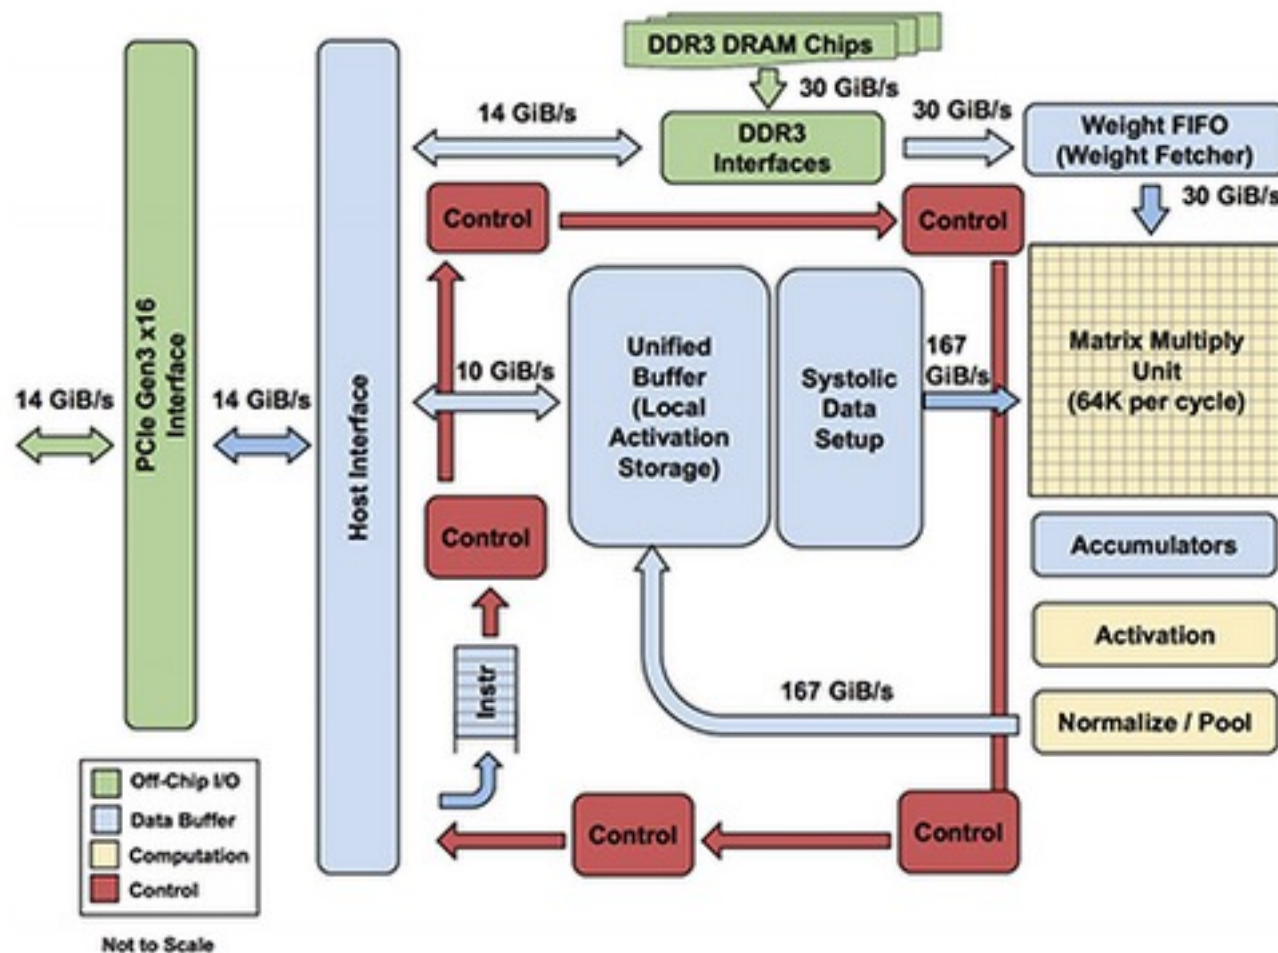 DDR3 DRAM Chips
30 GiB/s
14 GiB/s
DDR3
Interfaces
30 GiB/s
Weight FIFO
(Weight Fetcher)
30 GiB/s
Control
Control
PCIe Gen3 x16
Interface
14 GiB/s
14 GiB/s
Host Interface
10 GiB/s
Unified
Buffer
(Local
Activation
Storage)
Systolic
Data
Setup
167
GiB/s
Matrix Multiply
Unit
(64K per cycle)
Control
Accumulators
Activation
Instr
167 GiB/s
Normalize / Pool
Control
Control
Off-Chip I/O
Data Buffer
Computation
Control
Not to Scale